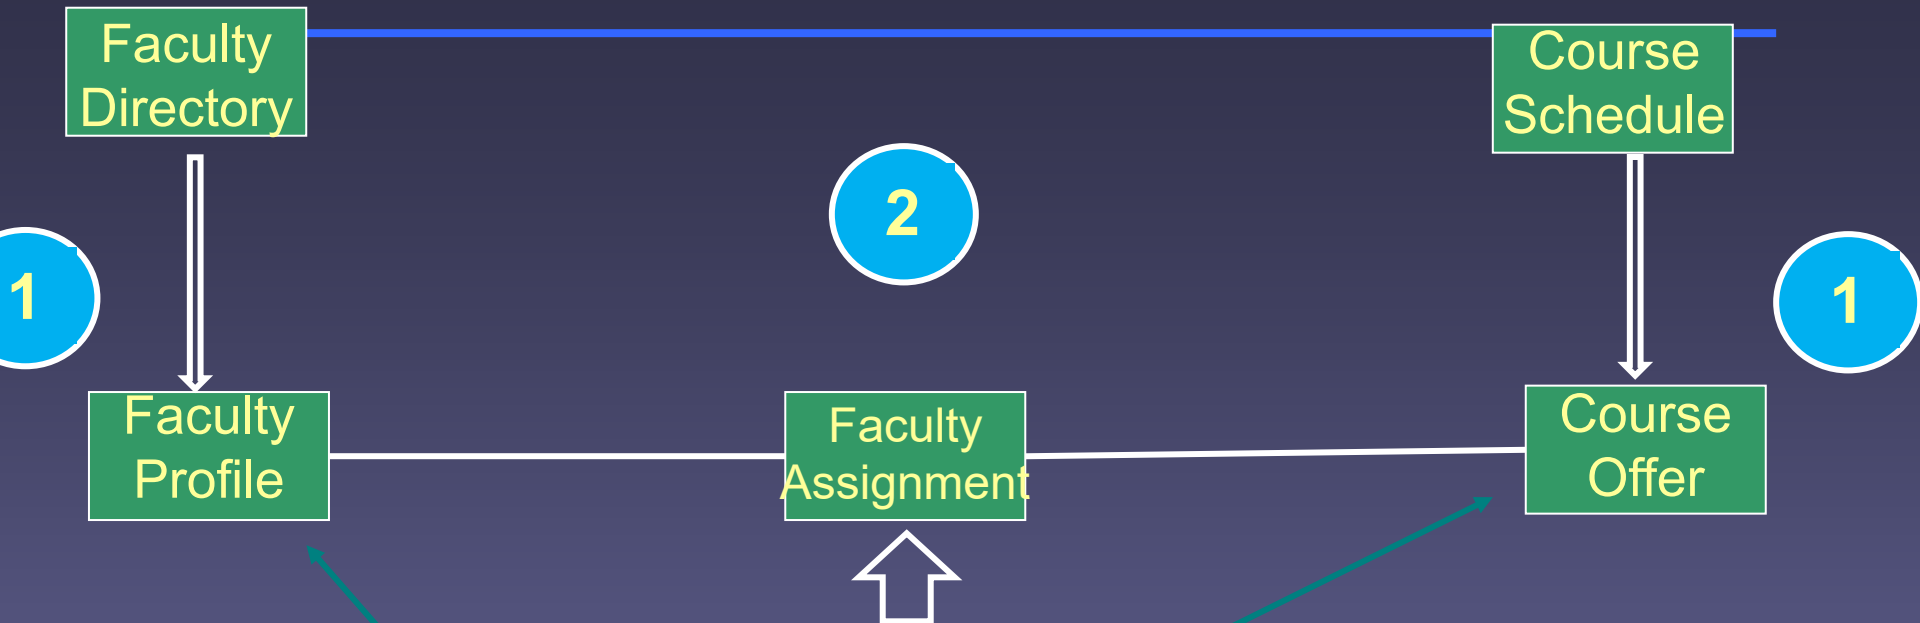 Faculty
Directory
Course
Schedule
2
1
1
Faculty
Profile
Faculty
Assignment
Course
Offer